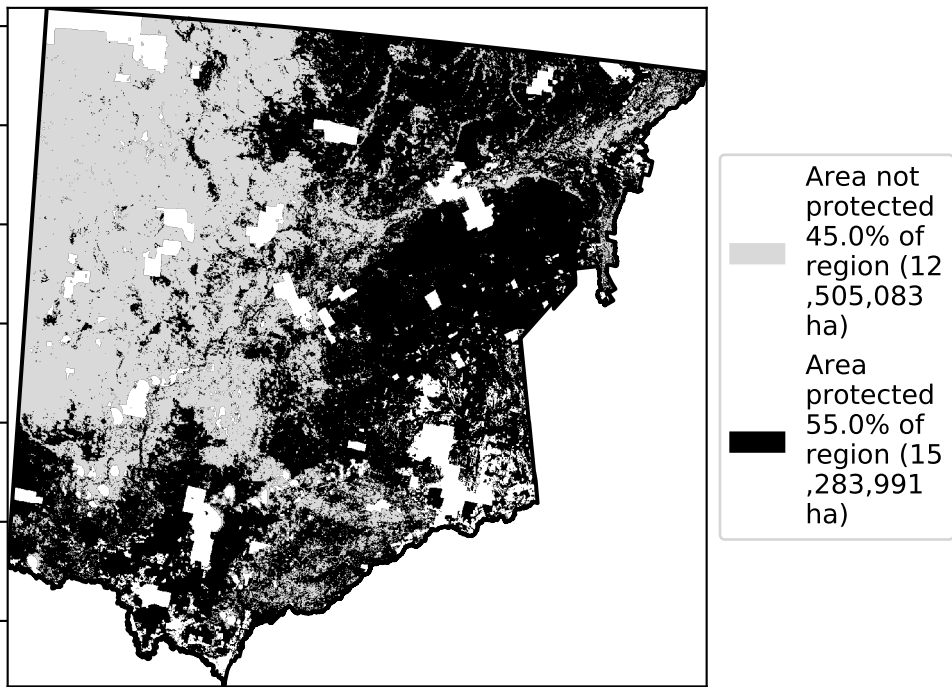 Area not
protected
45.0% of
region (12
,505,083
ha)
Area
protected
55.0% of
region (15
,283,991
ha)